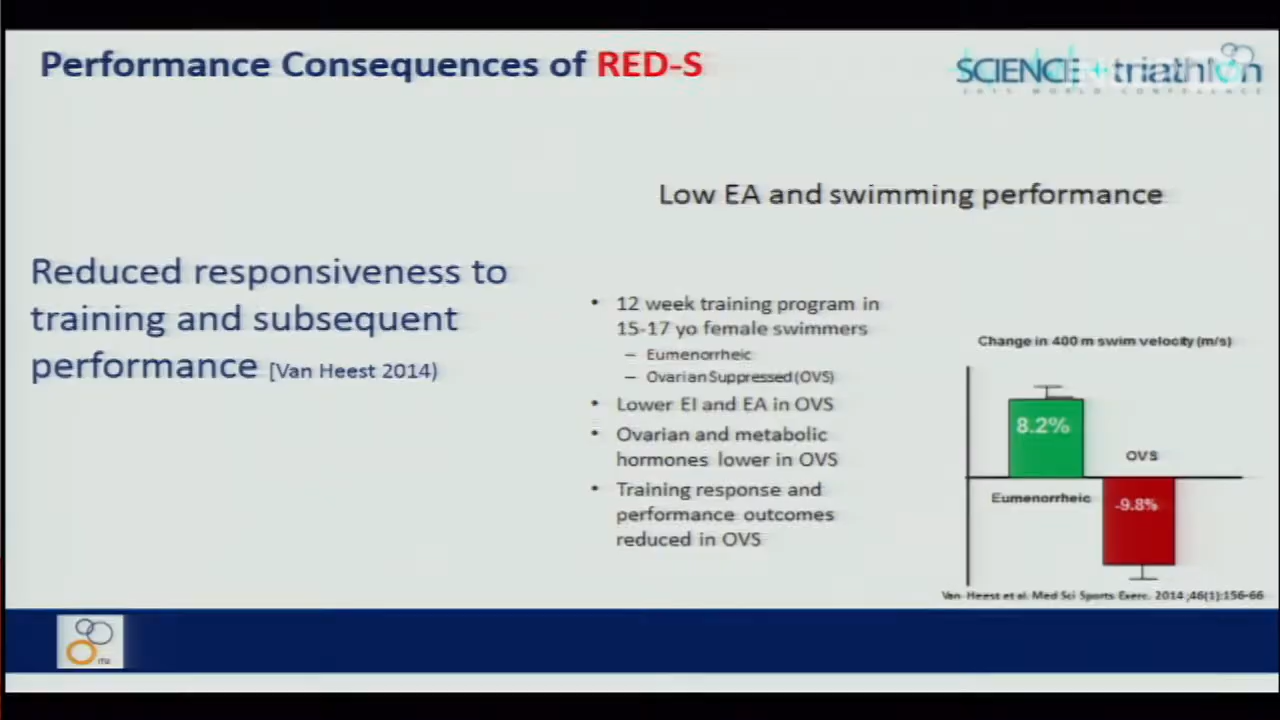 Performance Consequences of RED-S
SCIENCE + triathlon
2015 WORLD CONFERENCE
Low EA and swimming performance
Reduced responsiveness to
training and subsequent
performance [Van Heest 2014)
• 12 week training program in
15-17 yo female swimmers
– Eumenorrheic
– Ovarian Suppressed (OVS)
• Lower EI and EA in OVS
• Ovarian and metabolic
hormones lower in OVS
• Training response and
performance outcomes
reduced in OVS
Change in 400 m swim velocity (m/s)
8.2%
OVS
Eumenorrheic
-9.8%
Van Heest et al. Med Sci Sports Exerc. 2014 ;46(1):156-66
ITU